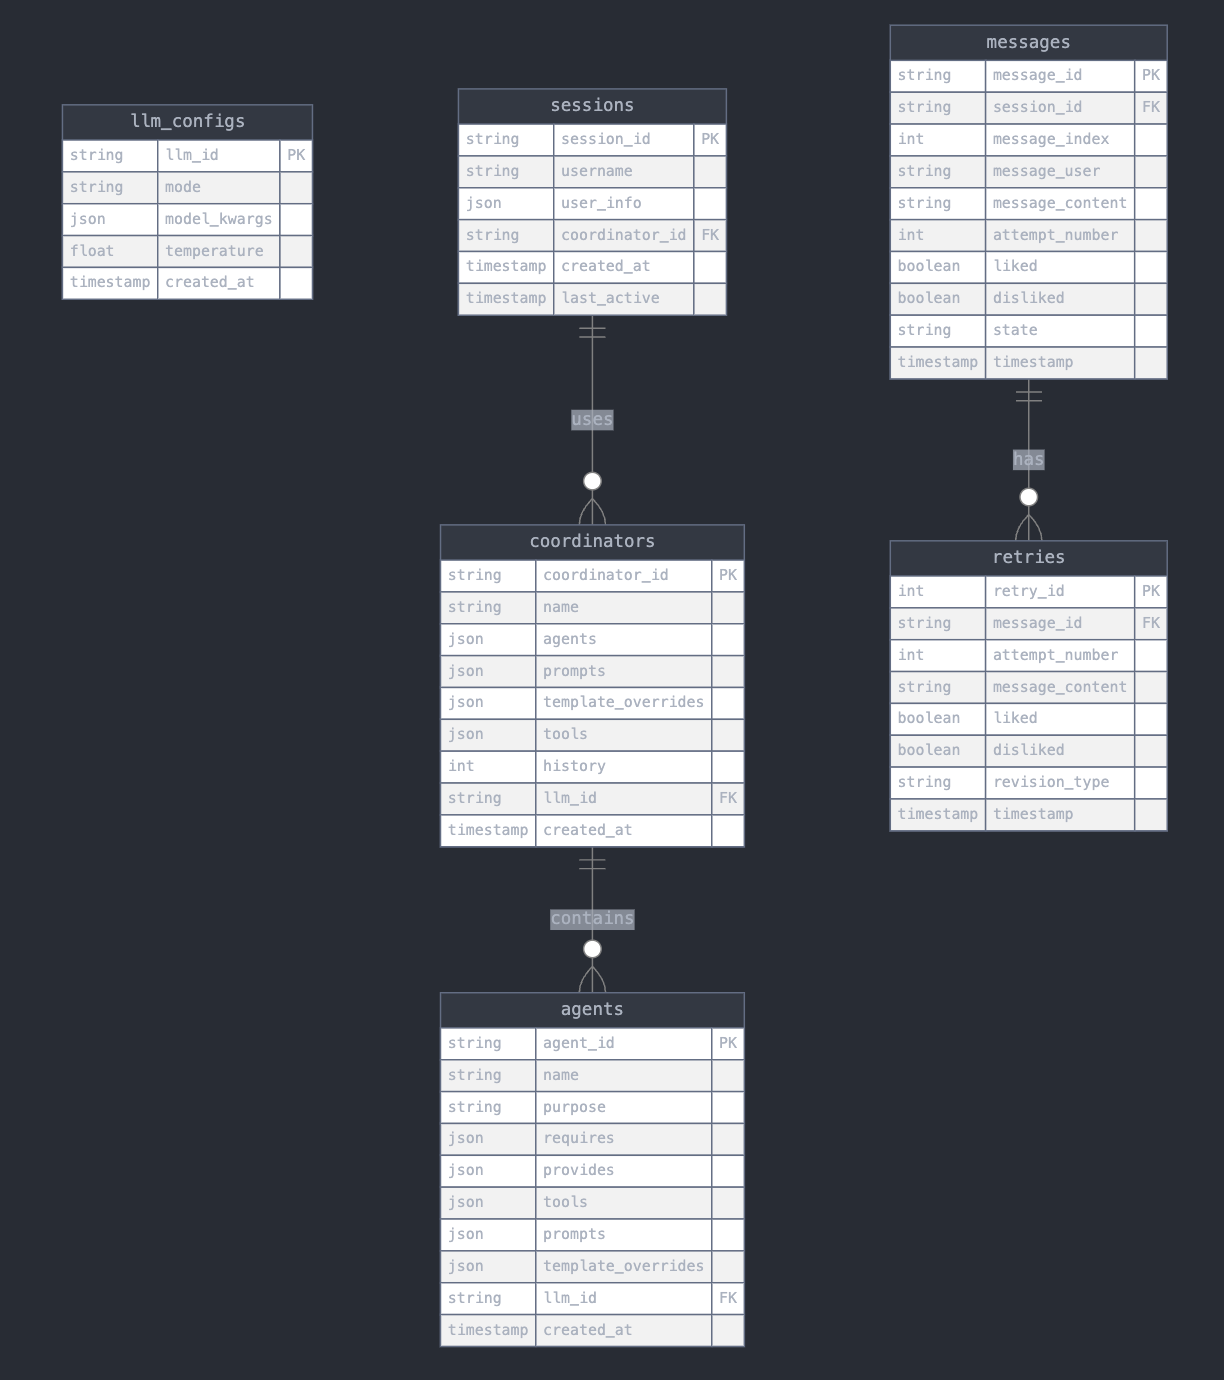 llm_configs
string llm_id PK
string mode
json model_kwargs
float temperature
timestamp created_at
sessions
string session_id PK
string username
json user_info
string coordinator_id FK
timestamp created_at
timestamp last_active
uses
coordinators
string coordinator_id PK
string name
json agents
json prompts
json template_overrides
json tools
int history
string llm_id FK
timestamp created_at
contains
agents
string agent_id PK
string name
string purpose
json requires
json provides
json tools
json prompts
json template_overrides
string llm_id FK
timestamp created_at
messages
string message_id PK
string session_id FK
int message_index
string message_user
string message_content
int attempt_number
boolean liked
boolean disliked
string state
timestamp timestamp
has
retries
int retry_id PK
string message_id FK
int attempt_number
string message_content
boolean liked
boolean disliked
string revision_type
timestamp timestamp